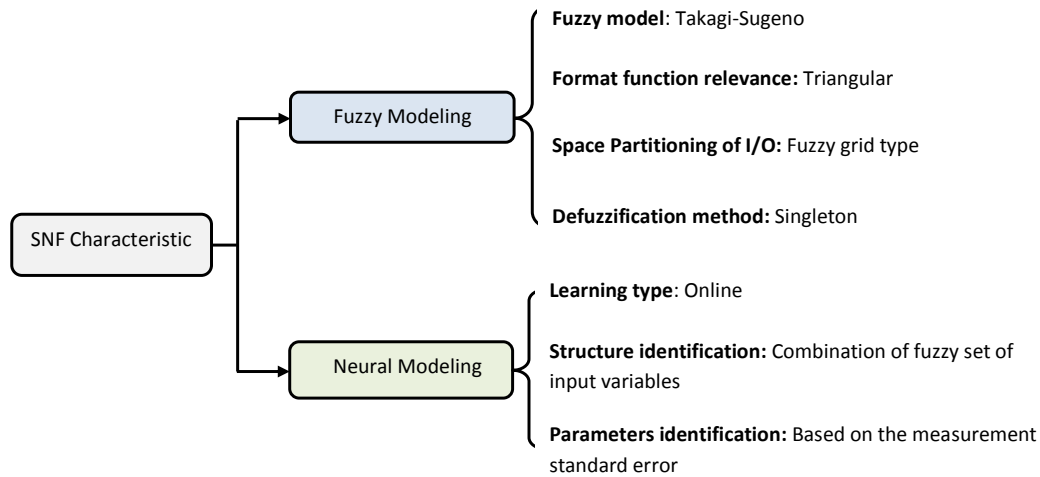 SNF Characteristic
Fuzzy Modeling
Fuzzy model: Takagi-Sugeno
Format function relevance: Triangular
Space Partitioning of I/O: Fuzzy grid type
Defuzzification method: Singleton
Neural Modeling
Learning type: Online
Structure identification: Combination of fuzzy set of
input variables
Parameters identification: Based on the measurement
standard error